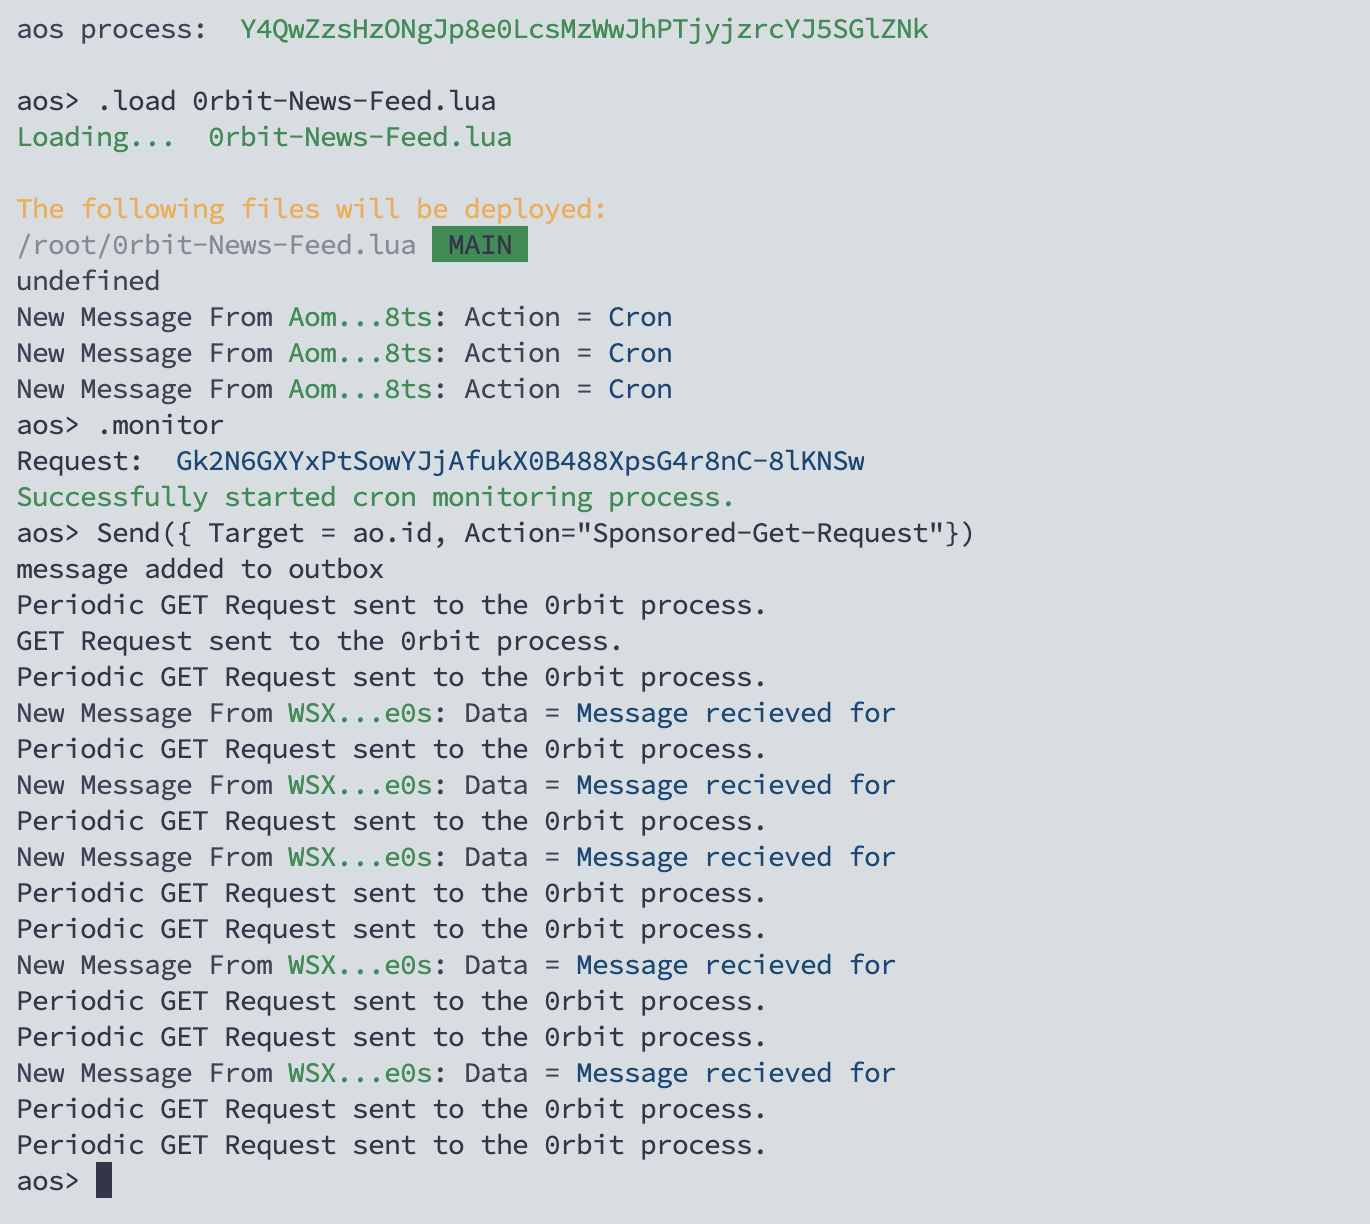 aos process:  Y4QwZzsHzONgJp8e0LcsMzWwJhPTjyjzrcYJ5SGlZNk
aos> .load 0rbit-News-Feed.lua
Loading...  0rbit-News-Feed.lua
The following files will be deployed:
/root/0rbit-News-Feed.lua  MAIN
undefined
New Message From Aom...8ts: Action = Cron
New Message From Aom...8ts: Action = Cron
New Message From Aom...8ts: Action = Cron
aos> .monitor
Request:  Gk2N6GXYxPtSowYJjAfukX0B488XpsG4r8nC-8lKNSw
Successfully started cron monitoring process.
aos> Send({ Target = ao.id, Action="Sponsored-Get-Request"})
message added to outbox
Periodic GET Request sent to the 0rbit process.
GET Request sent to the 0rbit process.
Periodic GET Request sent to the 0rbit process.
New Message From WSX...e0s: Data = Message recieved for
Periodic GET Request sent to the 0rbit process.
New Message From WSX...e0s: Data = Message recieved for
Periodic GET Request sent to the 0rbit process.
New Message From WSX...e0s: Data = Message recieved for
Periodic GET Request sent to the 0rbit process.
Periodic GET Request sent to the 0rbit process.
New Message From WSX...e0s: Data = Message recieved for
Periodic GET Request sent to the 0rbit process.
Periodic GET Request sent to the 0rbit process.
New Message From WSX...e0s: Data = Message recieved for
Periodic GET Request sent to the 0rbit process.
Periodic GET Request sent to the 0rbit process.
aos>